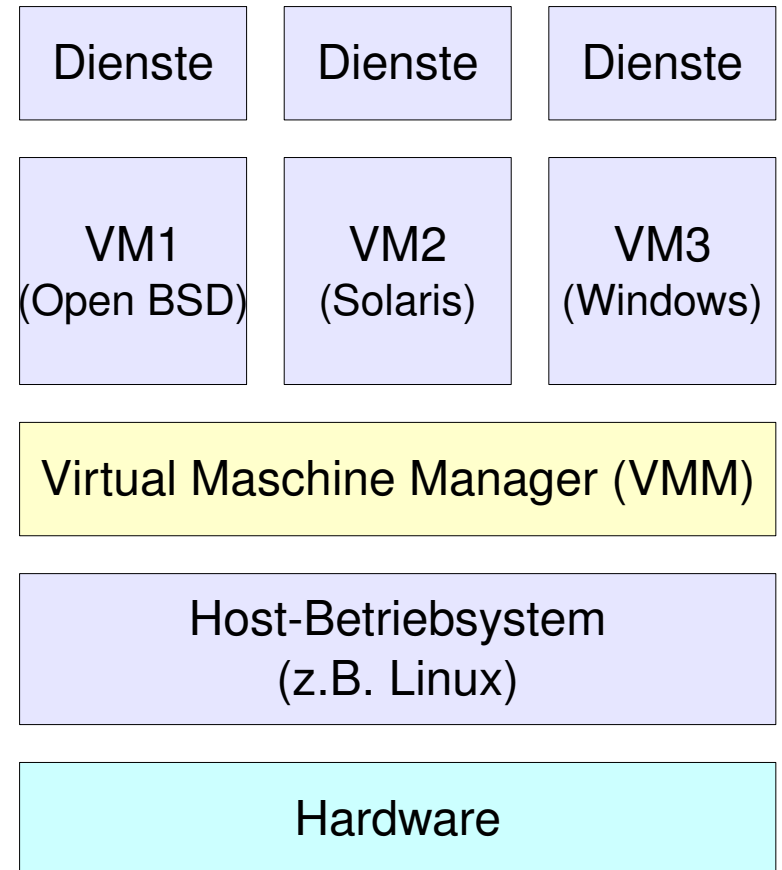 Dienste
Dienste
Dienste
VM1
(Open BSD)
VM2
(Solaris)
VM3
(Windows)
Virtual Maschine Manager (VMM)
Host-Betriebsystem
(z.B. Linux)
Hardware